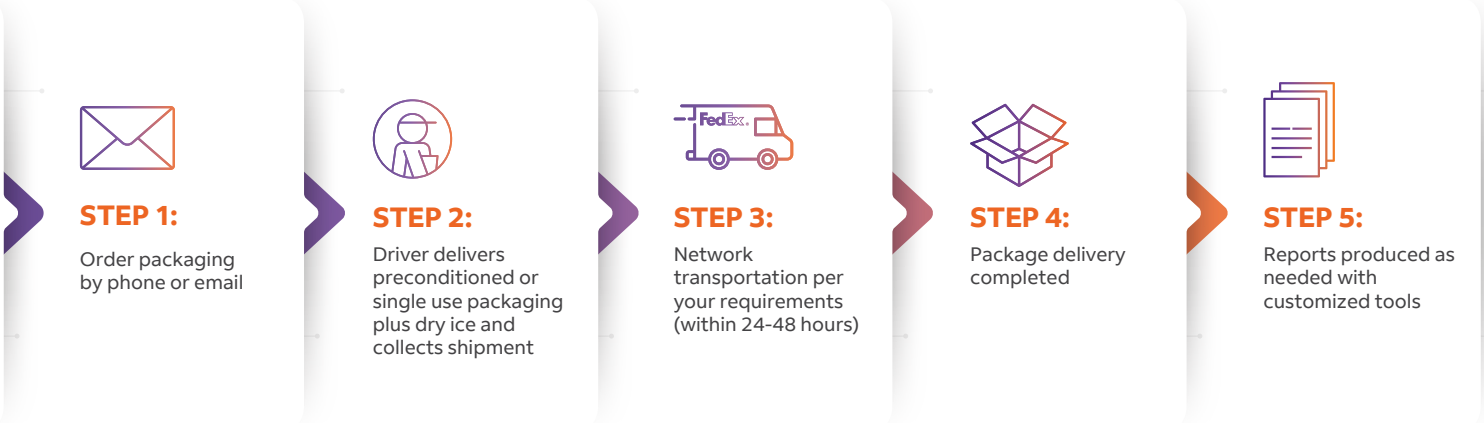 STEP 1:
Order packaging
by phone or email
STEP 2:
Driver delivers
preconditioned or
single use packaging
plus dry ice and
collects shipment
FedEx®
STEP 3:
Network
transportation per
your requirements
(within 24-48 hours)
STEP 4:
Package delivery
completed
STEP 5:
Reports produced as
needed with
customized tools